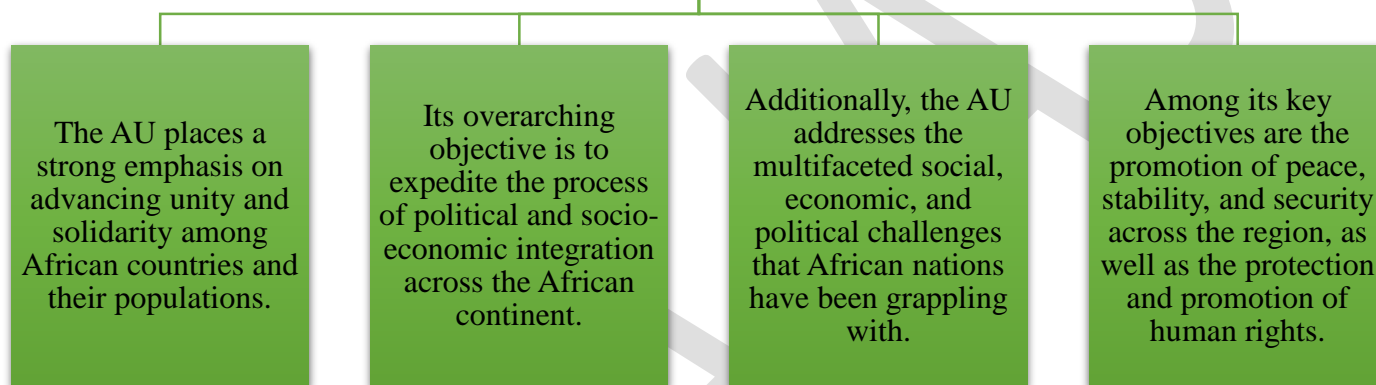 The AU places a
strong emphasis on
advancing unity and
solidarity among
African countries and
their populations.
Its overarching
objective is to
expedite the process
of political and socio-
economic integration
across the African
continent.
Additionally, the AU
addresses the
multifaceted social,
economic, and
political challenges
that African nations
have been grappling
with.
Among its key
objectives are the
promotion of peace,
stability, and security
across the region, as
well as the protection
and promotion of
human rights.